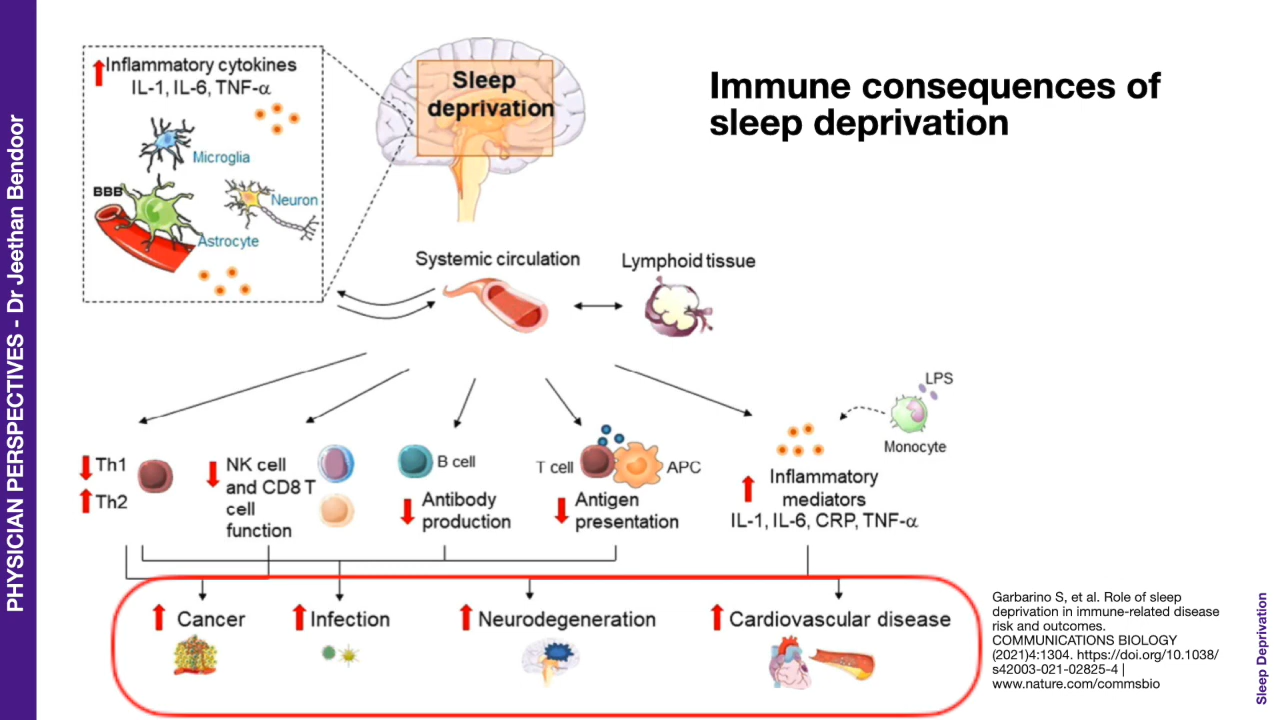 PHYSICIAN PERSPECTIVES - Dr Jeethan Bendoor
Immune consequences of
sleep deprivation
Inflammatory cytokines
IL-1, IL-6, TNF-α
Microglia
BBB
Neuron
Astrocyte
Sleep
deprivation
Systemic circulation
Lymphoid tissue
LPS
Monocyte
Th1
Th2
NK cell
and CD8 T
cell
function
B cell
Antibody
production
T cell
APC
Antigen
presentation
Inflammatory
mediators
IL-1, IL-6, CRP, TNF-α
Cancer
Infection
Neurodegeneration
Cardiovascular disease
Garbarino S, et al. Role of sleep
deprivation in immune-related disease
risk and outcomes.
COMMUNICATIONS BIOLOGY
(2021)4:1304. https://doi.org/10.1038/
s42003-021-02825-4 |
www.nature.com/commsbio
Sleep Deprivation